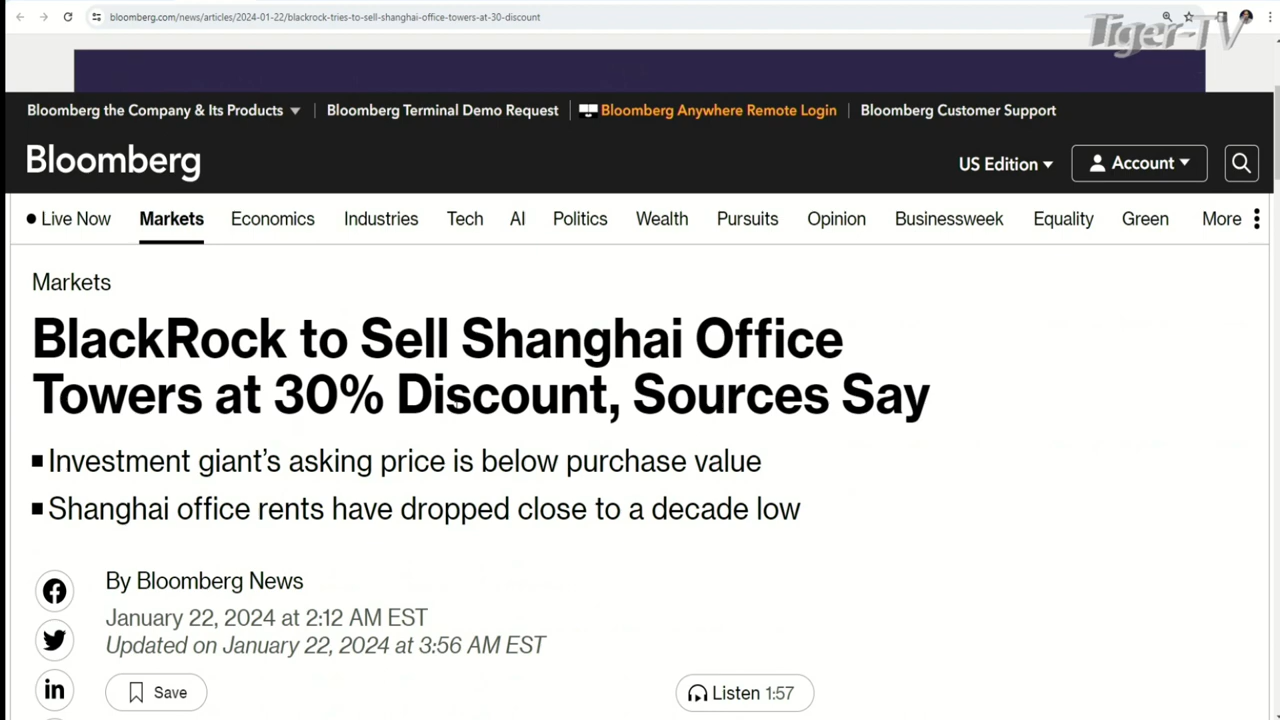 bloomberg.com/news/articles/2024-01-22/blackrock-tries-to-sell-shanghai-office-towers-at-30-discount
Tiger-TV
Bloomberg the Company & Its Products
Bloomberg Terminal Demo Request
Bloomberg Anywhere Remote Login
Bloomberg Customer Support
Bloomberg
US Edition
Account
Live Now
Markets
Economics
Industries
Tech
AI
Politics
Wealth
Pursuits
Opinion
Businessweek
Equality
Green
More
Markets
BlackRock to Sell Shanghai Office
Towers at 30% Discount, Sources Say
Investment giant's asking price is below purchase value
Shanghai office rents have dropped close to a decade low
By Bloomberg News
January 22, 2024 at 2:12 AM EST
Updated on January 22, 2024 at 3:56 AM EST
Save
Listen 1:57